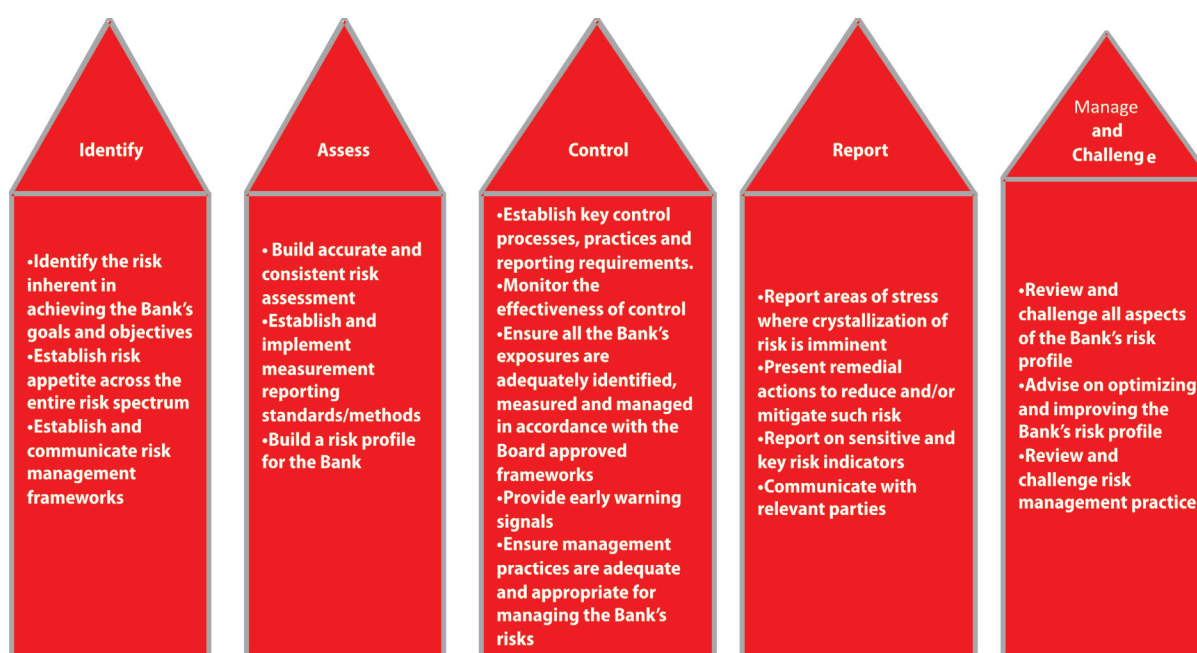 Identify
•Identify the risk
inherent in
achieving the Bank's
goals and objectives
•Establish risk
appetite across the
entire risk spectrum
•Establish and
communicate risk
management
frameworks
Assess
• Build accurate and
consistent risk
assessment
•Establish and
implement
measurement
reporting
standards/methods
•Build a risk profile
for the Bank
Control
•Establish key control
processes, practices and
reporting requirements.
•Monitor the
effectiveness of control
•Ensure all the Bank's
exposures are
adequately identified,
measured and managed
in accordance with the
Board approved
frameworks
•Provide early warning
signals
•Ensure management
practices are adequate
and appropriate for
managing the Bank's
risks
Report
•Report areas of stress
where crystallization of
risk is imminent
•Present remedial
actions to reduce and/or
mitigate such risk
•Report on sensitive and
key risk indicators
•Communicate with
relevant parties
Manage
and
Challenge
•Review and
challenge all aspects
of the Bank's risk
profile
•Advise on optimizing
and improving the
Bank's risk profile
•Review and
challenge risk
management practice